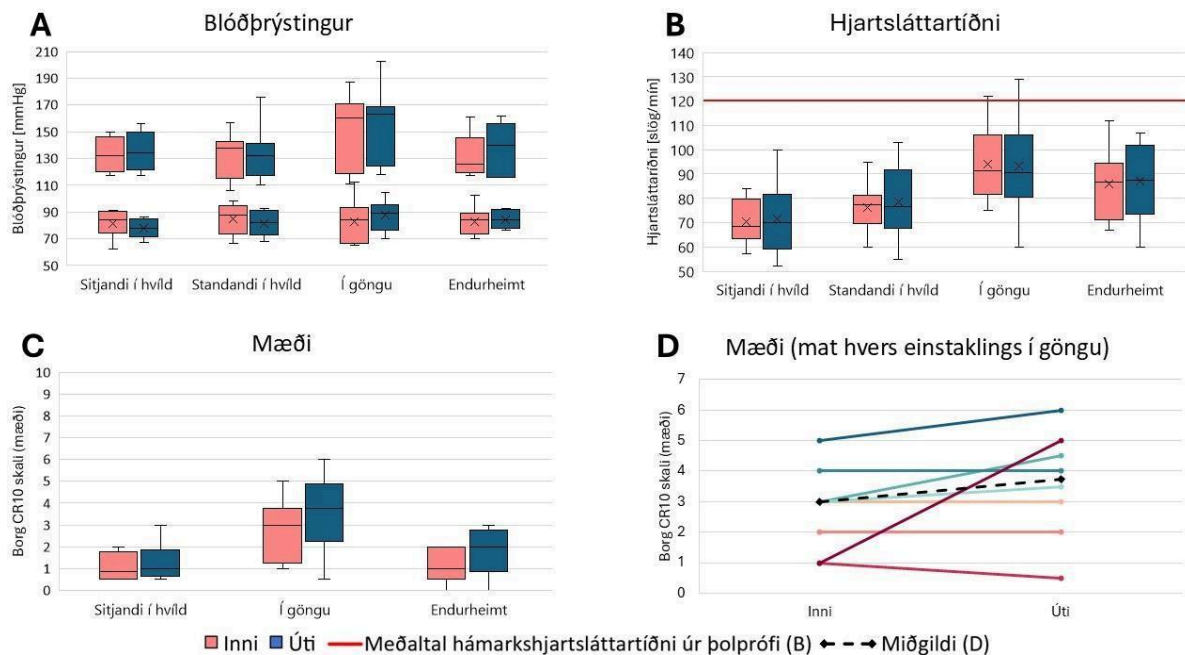 A
Blóðþrýstingur
Blóðþrýstingur [mmHg]
210
190
170
150
130
110
90
70
50
Sitjandi í hvíld Standandi í hvíld Í göngu Endurheimt
B
Hjartsláttartíðni
Hjartsláttartíðni [slög/mín]
140
130
120
110
100
90
80
70
60
50
Sitjandi í hvíld Standandi í hvíld Í göngu Endurheimt
C
Mæði
Borg CR10 skali (mæði)
10
9
8
7
6
5
4
3
2
1
0
Sitjandi í hvíld Í göngu Endurheimt
D
Mæði (mat hvers einstaklings í göngu)
Borg CR10 skali (mæði)
7
6
5
4
3
2
1
0
Inni Úti
Inni Úti Meðaltal hámarkshjartsláttartíðni úr þolprófi (B) Miðgildi (D)